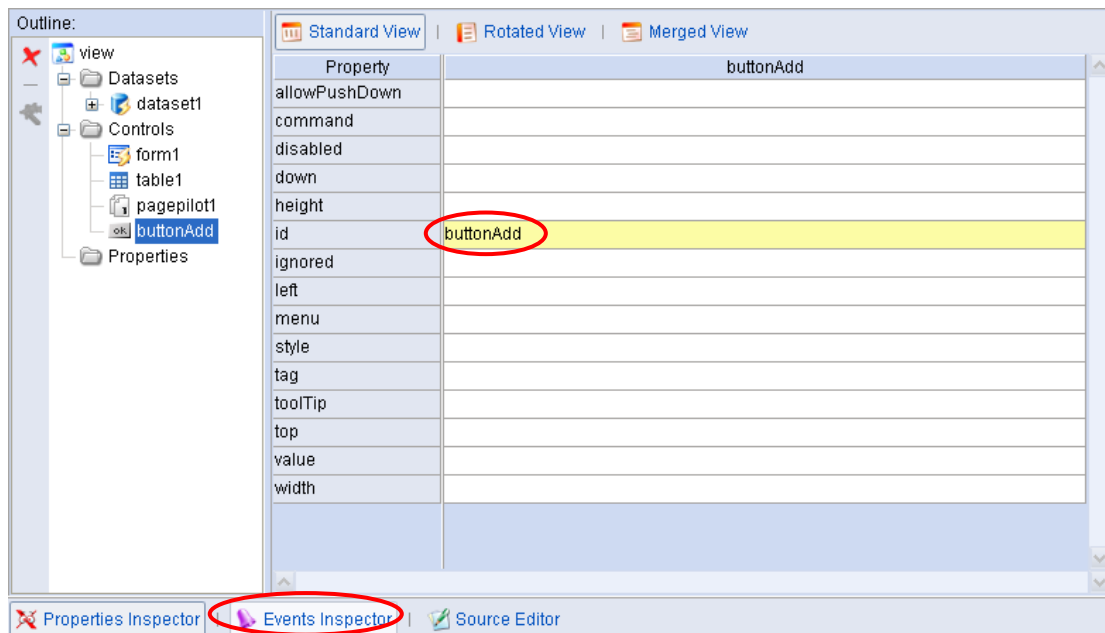 Outline:
view
Datasets
dataset1
Controls
form1
table1
pagepilot1
ok buttonAdd
Properties
Standard View | Rotated View | Merged View
Property buttonAdd
allowPushDown
command
disabled
down
height
id buttonAdd
ignored
left
menu
style
tag
toolTip
top
value
width
Properties Inspector | Events Inspector | Source Editor